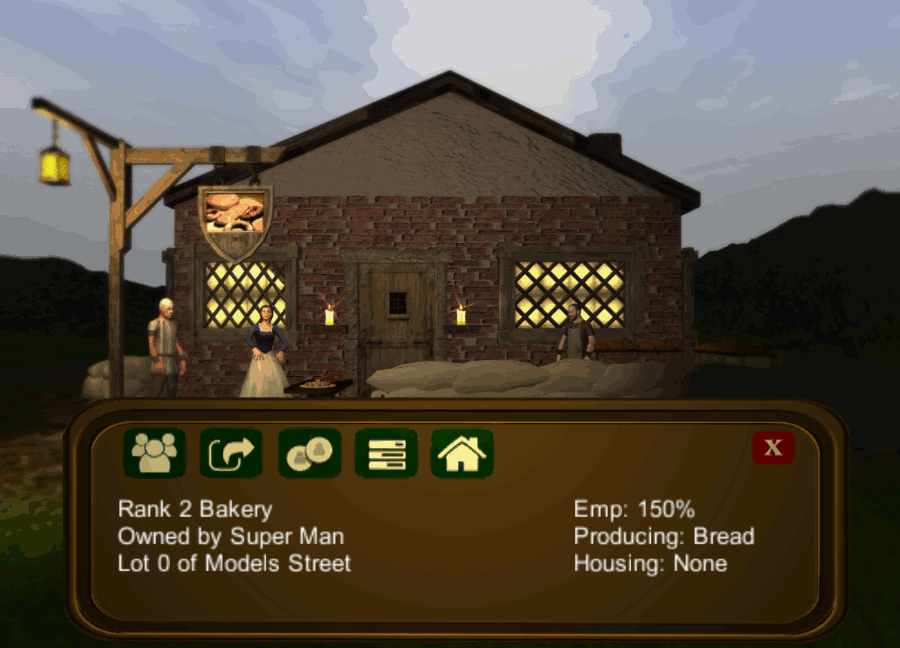 X
Rank 2 Bakery
Emp: 150%
Owned by Super Man
Producing: Bread
Lot 0 of Models Street
Housing: None